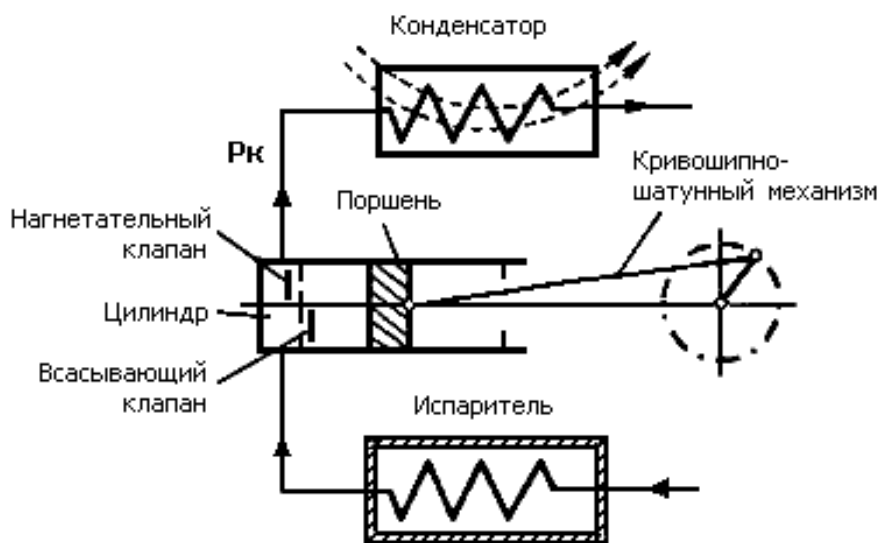 Конденсатор
Рк
Кривошипно-
шатунный механизм
Нагнетательный
клапан
Поршень
Цилиндр
Всасывающий
клапан
Испаритель